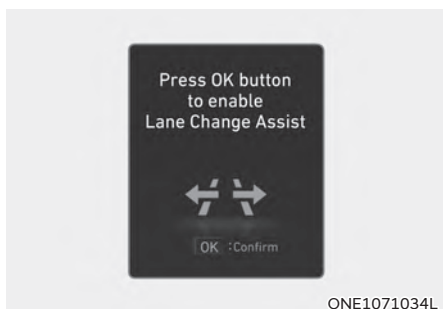 Press OK button
to enable
Lane Change Assist
OK :Confirm
ONE1071034L